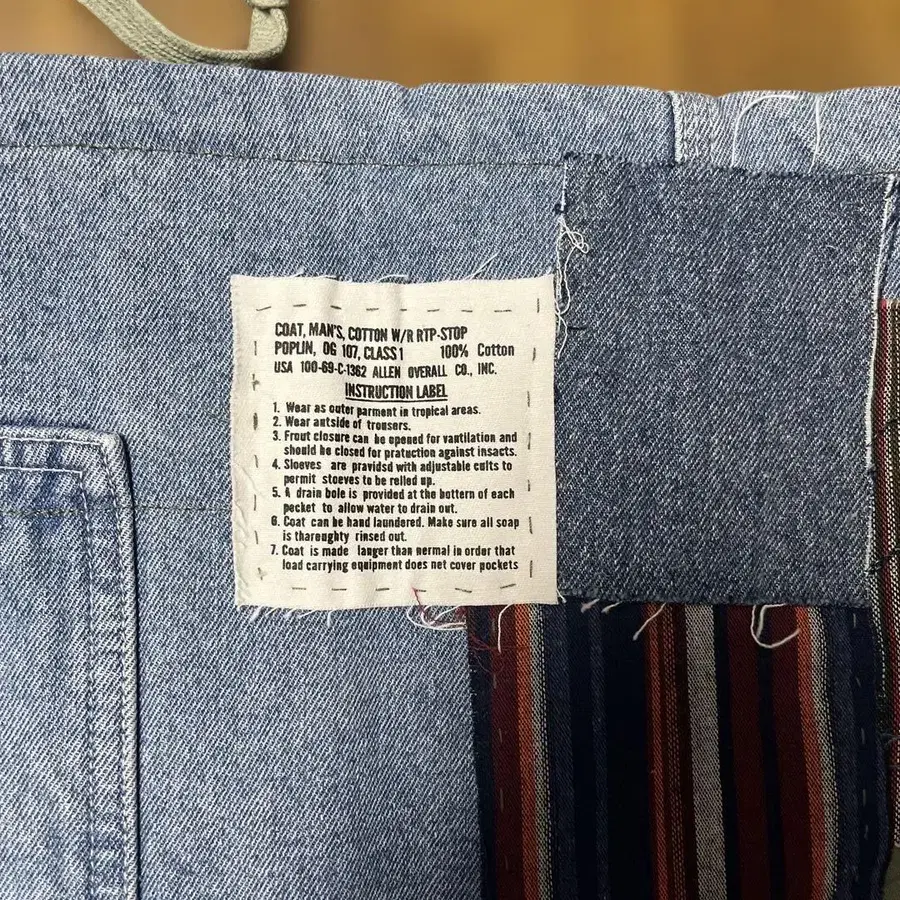 COAT, MAN'S, COTTON W/R RTP-STOP
POPLIN, OG 107, CLASS 1 100% Cotton
USA 100-69-C-1362 ALLEN OVERALL CO., INC.
INSTRUCTION LABEL
1. Wear as outer parment in tropical areas.
2. Wear antside of trousers.
3. Frout closure can be opened for vautilation and
should be closed for pratuction against insacts.
4. Sloeves are pravidsd with adjustable cults to
permit stoeves to be relled up.
5. A drain bole is provided at the bottern of each
pecket to allow water to drain out.
6. Coat can be hand laundered. Make sure all soap
is tharaughty rinsed out.
7. Coat is made langer than nermal in order that
load carrying equipment does net cover pockets